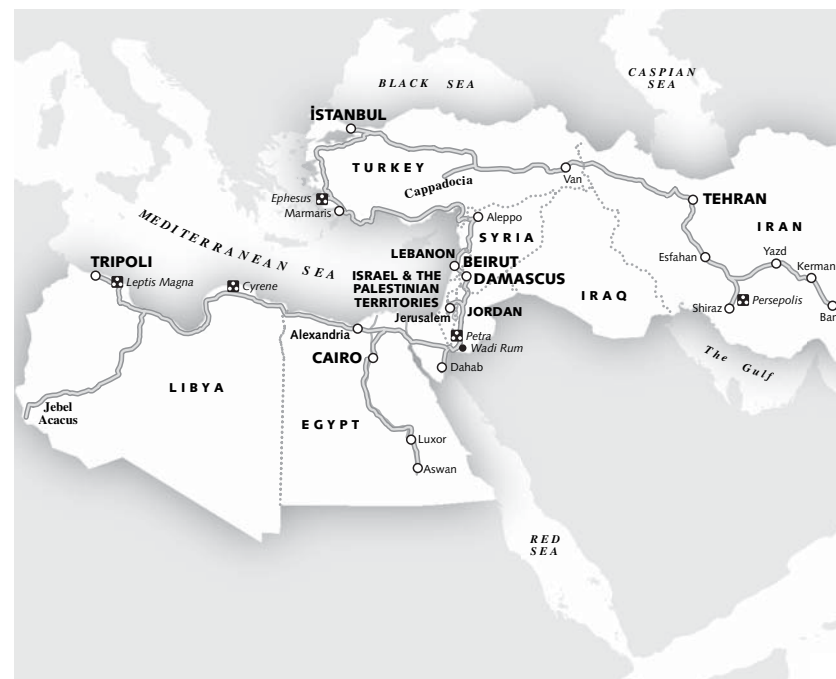 BLACK SEA
CASPIAN
SEA
İSTANBUL
TURKEY
Cappadocia
Van
TEHRAN
Ephesus
Marmaris
Aleppo
IRAN
MEDITERRANEAN SEA
SYRIA
LEBANON
BEIRUT
Esfahan
Yazd
Kerman
TRIPOLI
Leptis Magna
Cyrene
ISRAEL & THE
PALESTINIAN
TERRITORIES
DAMASCUS
IRAQ
Persepolis
Shiraz
Bar
Jerusalem
JORDAN
Alexandria
Petra
Wadi Rum
CAIRO
Dahab
The Gulf
LIBYA
Jebel
Acacus
EGYPT
Luxor
Aswan
RED
SEA